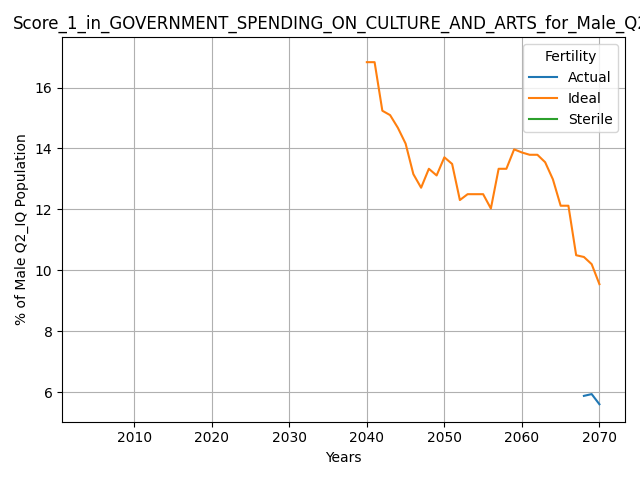 Score_1_in_GOVERNMENT_SPENDING_ON_CULTURE_AND_ARTS_for_Male_Q2
Fertility
Actual
Ideal
Sterile
% of Male Q2_IQ Population
16
14
12
10
8
6
2010 2020 2030 2040 2050 2060 2070
Years